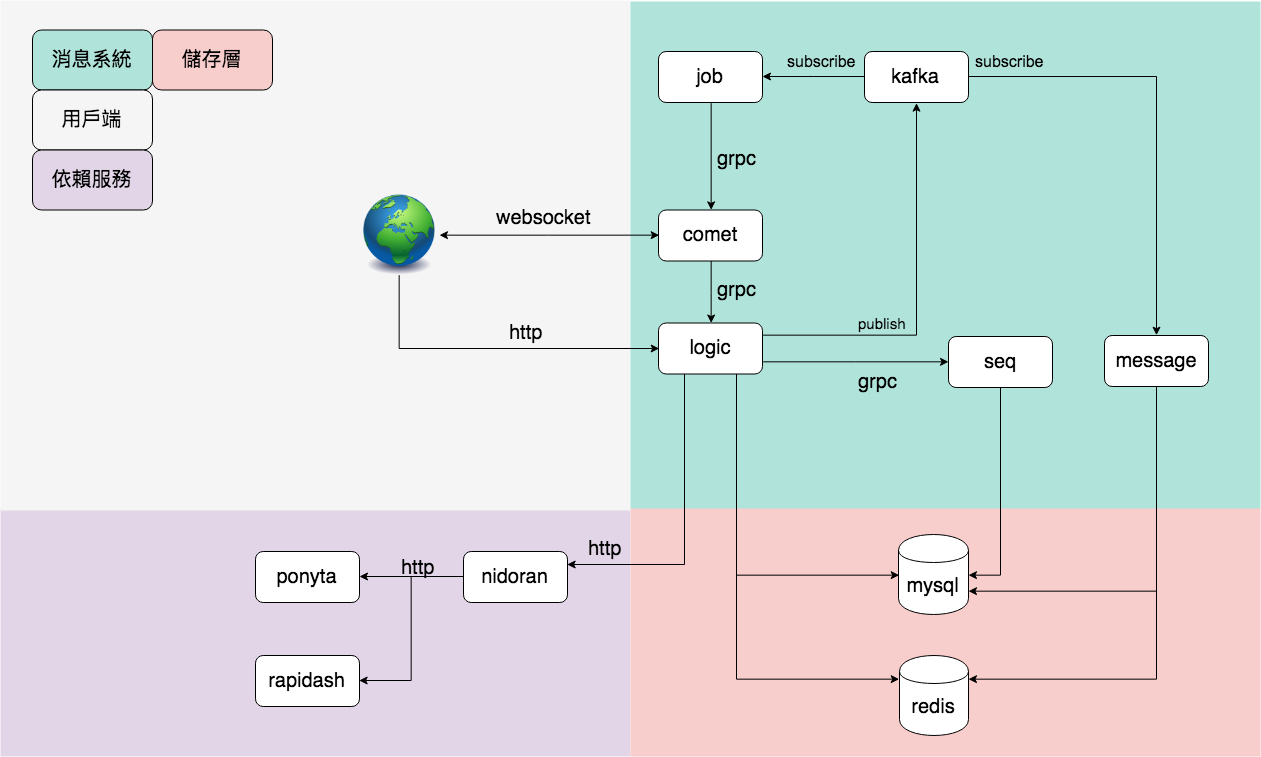 消息系統
儲存層
用戶端
依賴服務
job
subscribe
kafka
subscribe
grpc
websocket
comet
grpc
http
logic
publish
grpc
seq
message
http
ponyta
http
nidoran
mysql
rapidash
redis